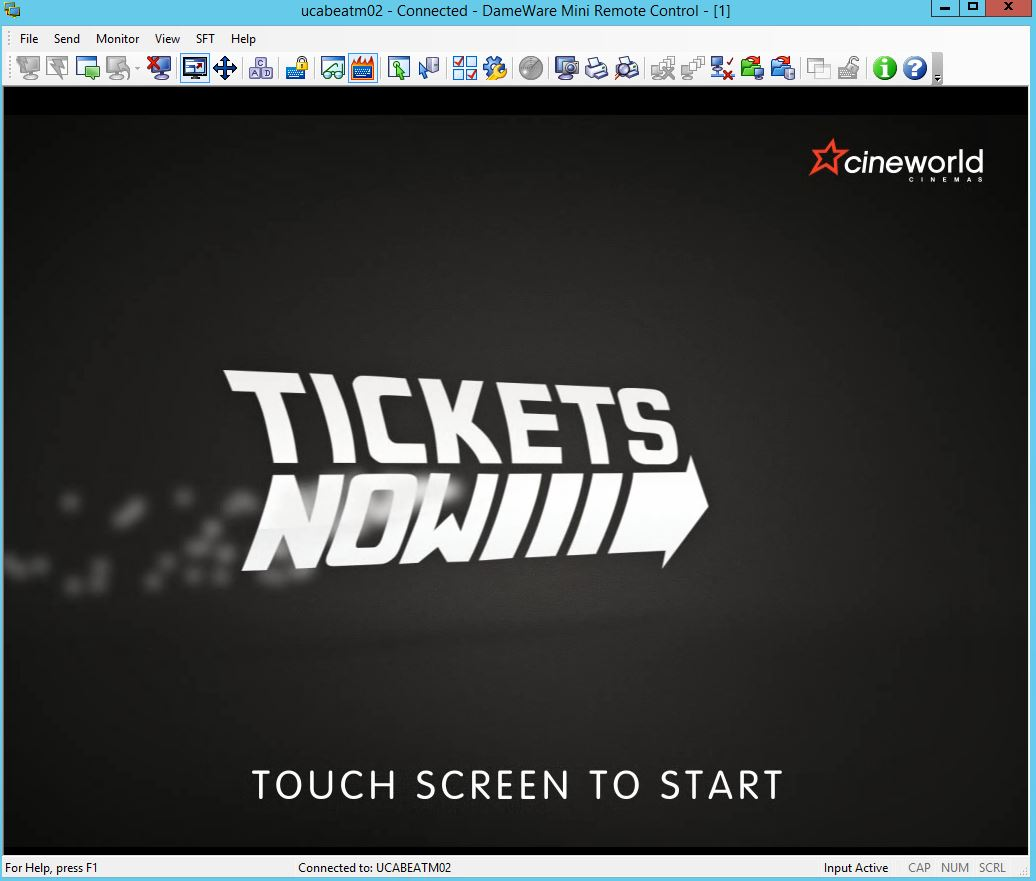 ucabeatm02 - Connected - DameWare Mini Remote Control - [1]
File Send Monitor View SFT Help
cineworld
CINEMAS
TICKETS
NOW
TOUCH SCREEN TO START
For Help, press F1 Connected to: UCABEATM02 Input Active CAP NUM SCRL